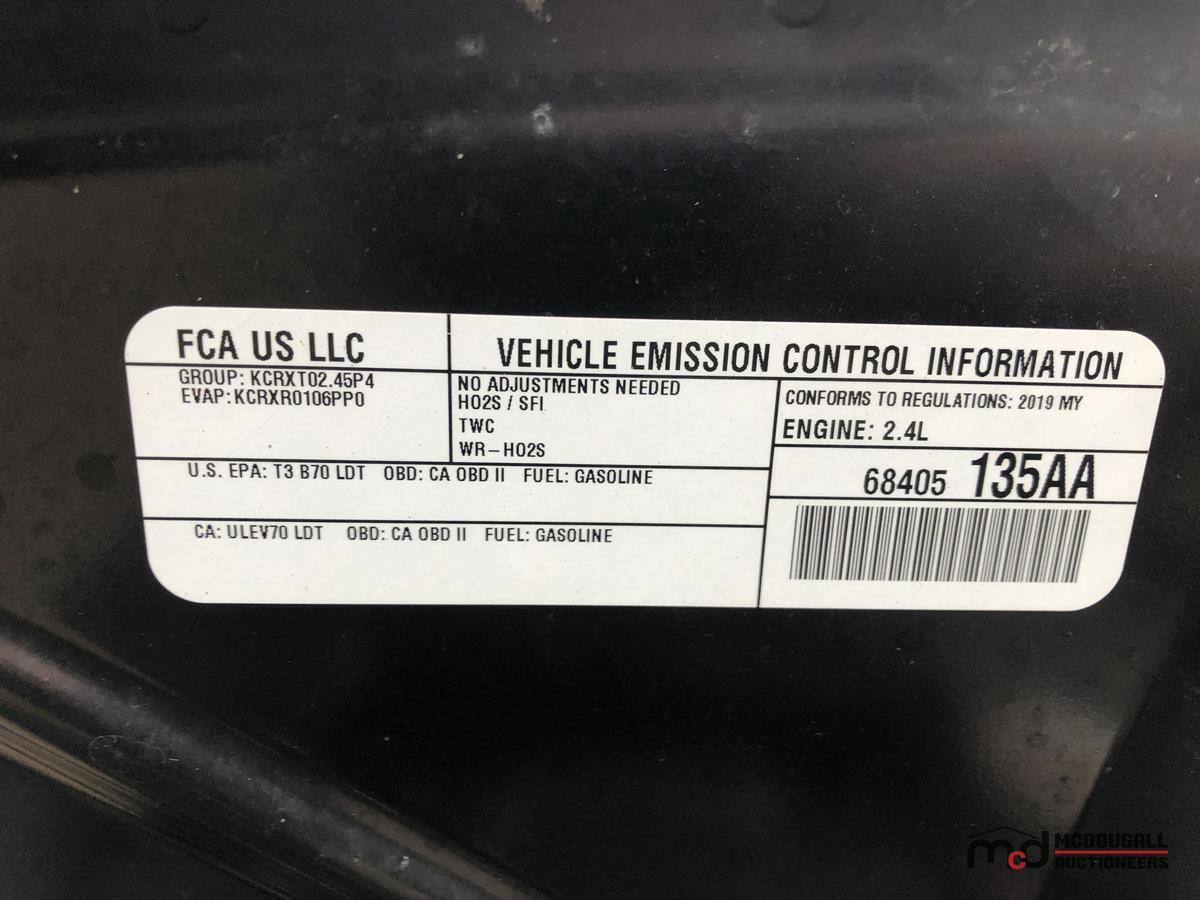 FCA US LLC
VEHICLE EMISSION CONTROL INFORMATION
GROUP: KCRXT02.45P4
EVAP: KCRXR0106PP0
NO ADJUSTMENTS NEEDED
HO2S / SFI
TWC
WR-HO2S
CONFORMS TO REGULATIONS: 2019 MY
ENGINE: 2.4L
U.S. EPA: T3 B70 LDT OBD: CA OBD II FUEL: GASOLINE
68405 135AA
CA: ULEV70 LDT OBD: CA OBD II FUEL: GASOLINE
mcd MCDOUGALL
AUCTIONEERS